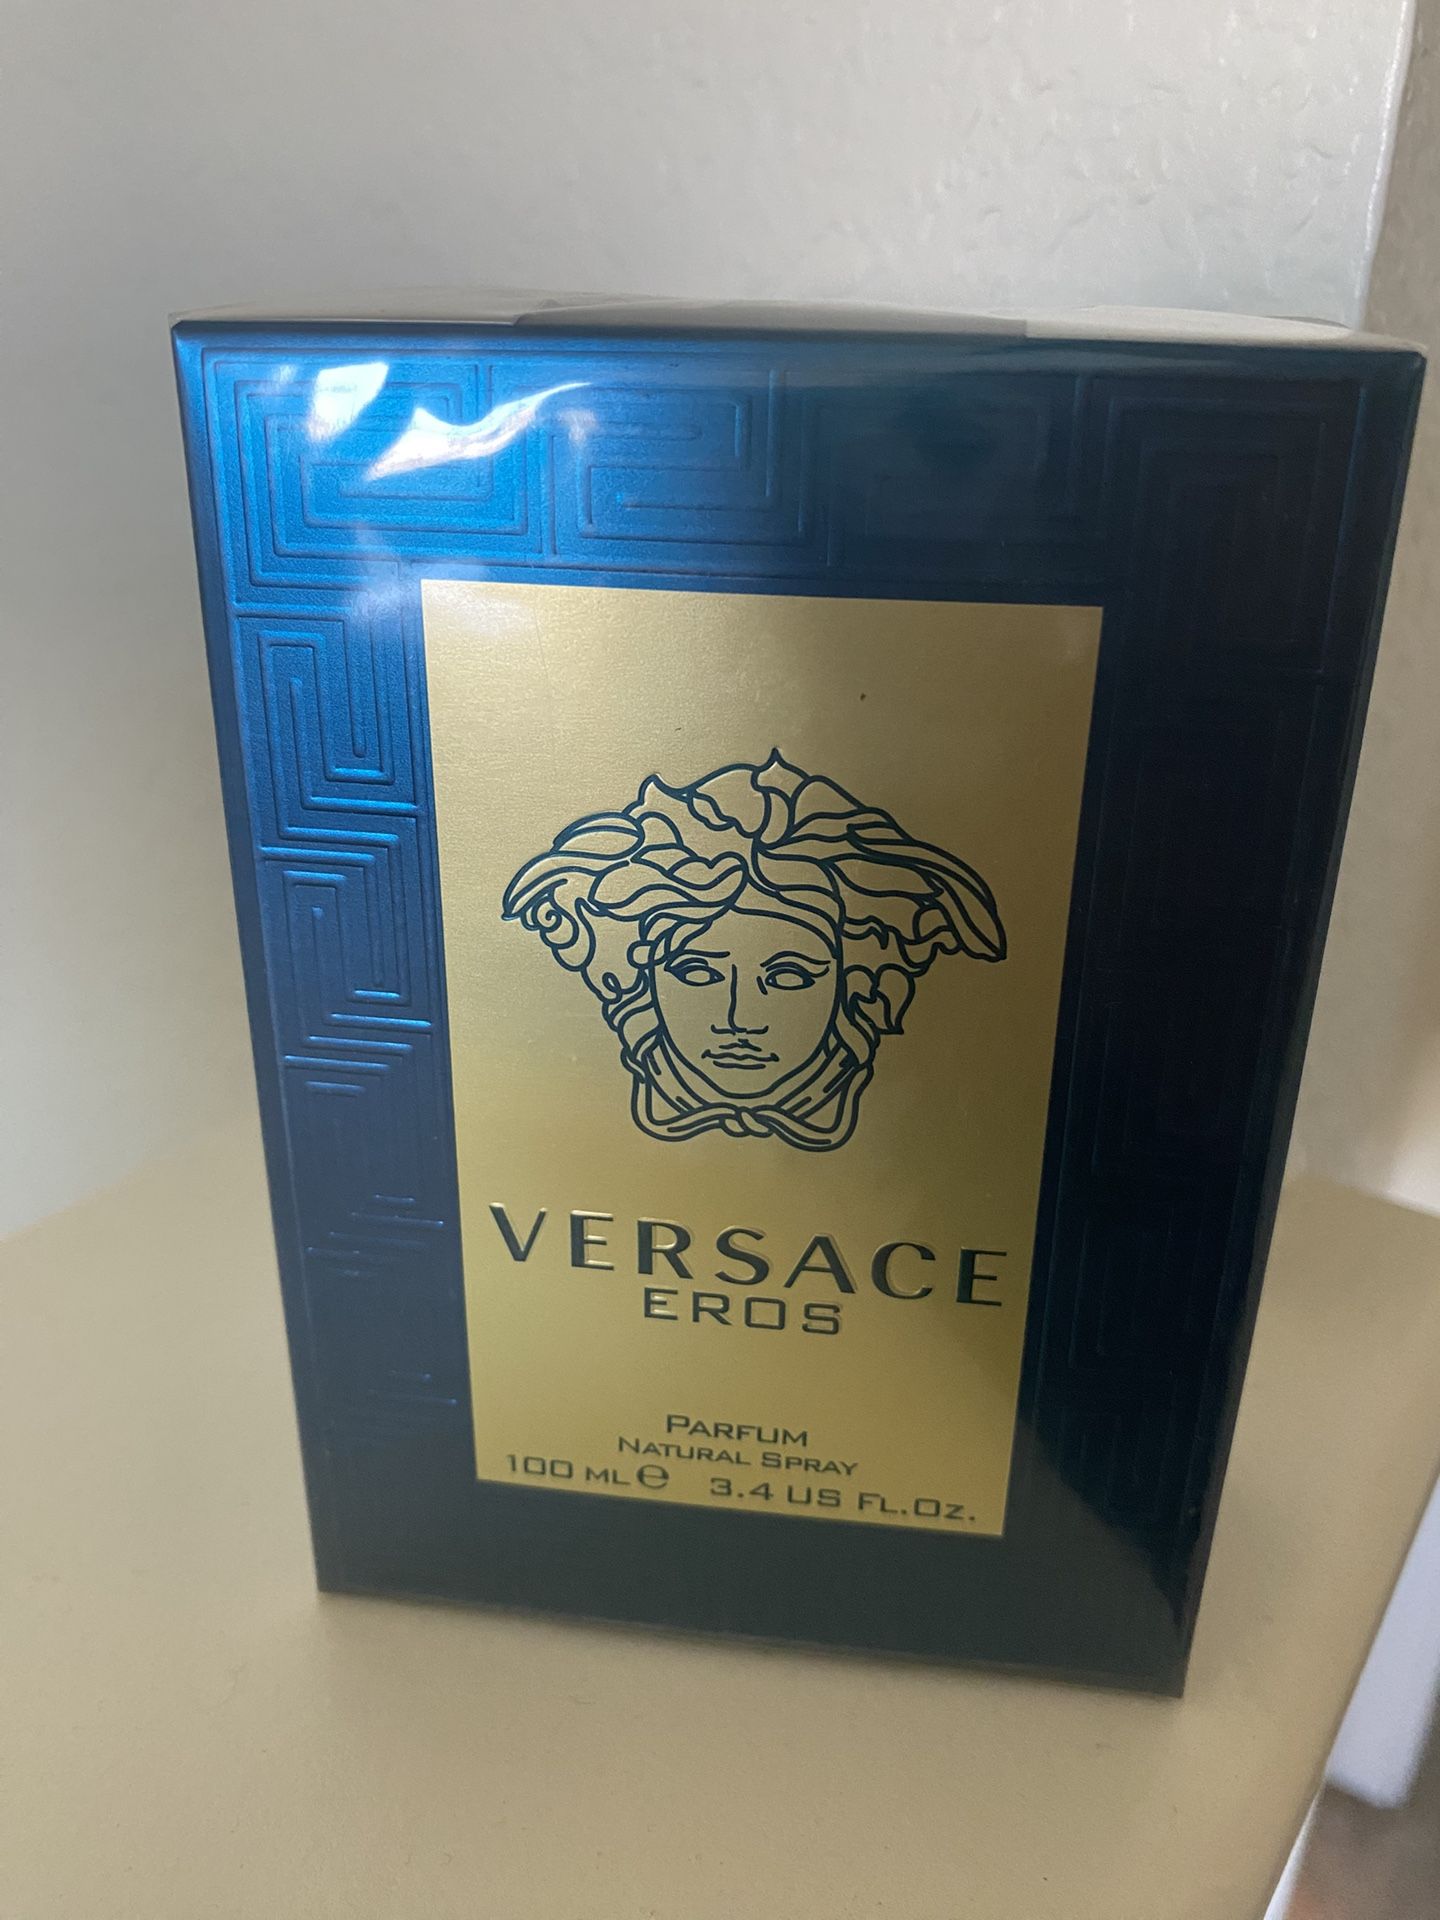 VERSACE
EROS
PARFUM
NATURAL SPRAY
100 ML ℮ 3.4 US FL.OZ.